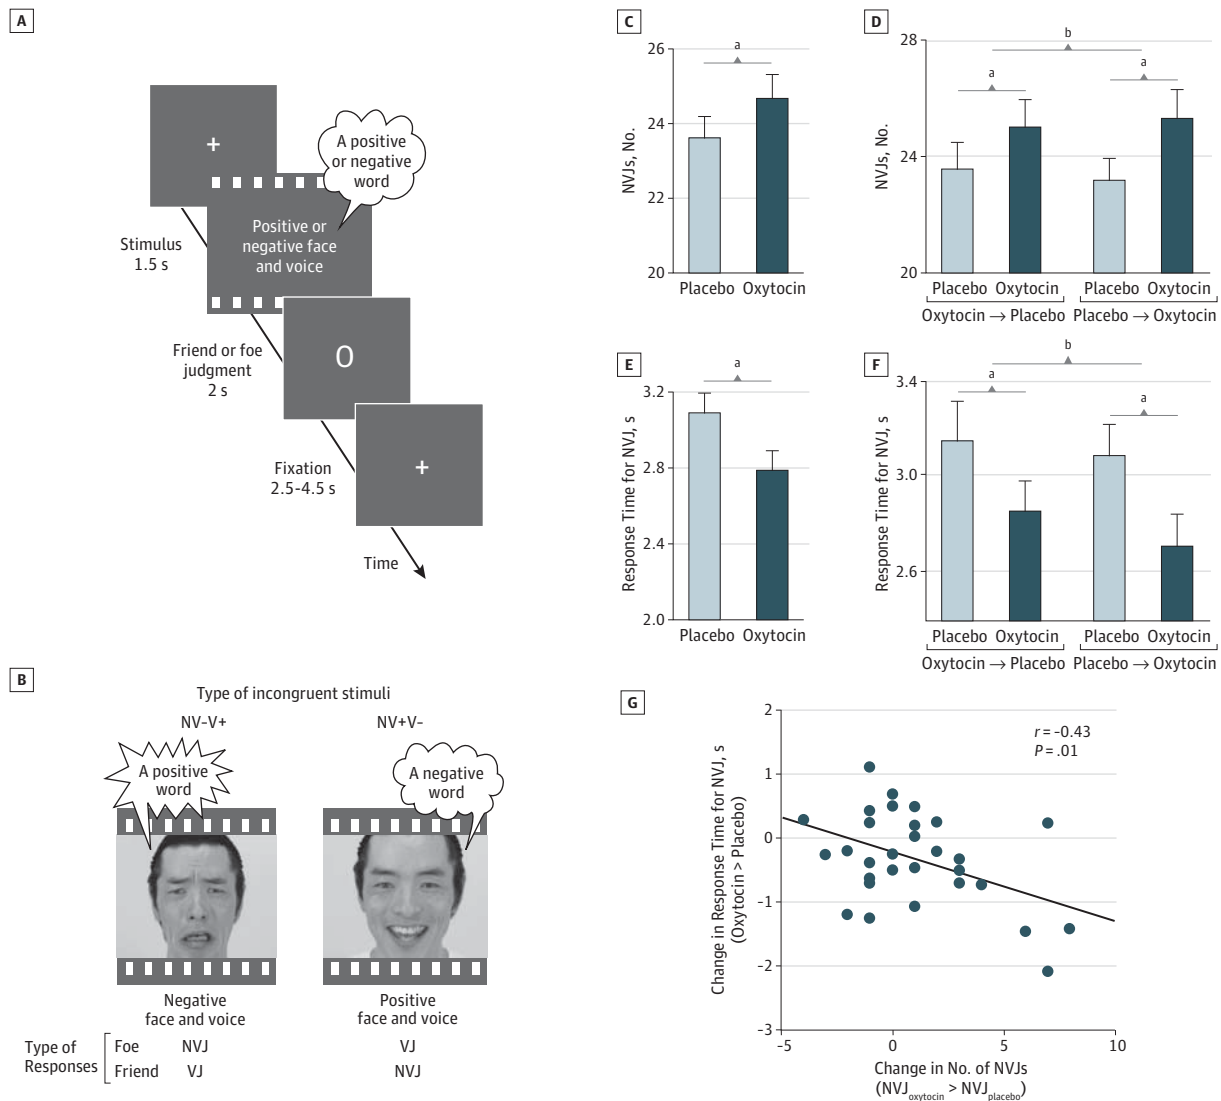 A
+
A positive
or negative
word
Positive or
negative face
and voice
Stimulus
1.5 s
0
Friend or foe
judgment
2 s
+
Fixation
2.5-4.5 s
Time
B
Type of incongruent stimuli
NV-V+
NV+V-
A positive
word
A negative
word
Negative
face and voice
Positive
face and voice
Type of
Responses
Foe
NVJ
VJ
Friend
VJ
NVJ
C
26
24
22
20
NVJs, No.
a
Placebo
Oxytocin
D
28
24
20
NVJs, No.
b
a
a
Placebo
Oxytocin
Placebo
Oxytocin
Oxytocin → Placebo
Placebo → Oxytocin
E
3.2
2.8
2.4
2.0
Response Time for NVJ, s
a
Placebo
Oxytocin
F
3.4
3.0
2.6
Response Time for NVJ, s
b
a
a
Placebo
Oxytocin
Placebo
Oxytocin
Oxytocin → Placebo
Placebo → Oxytocin
G
2
1
0
-1
-2
-3
Change in Response Time for NVJ, s
(Oxytocin > Placebo)
r = -0.43
P = .01
-5
0
5
10
Change in No. of NVJs
(NVJoxytocin > NVJplacebo)